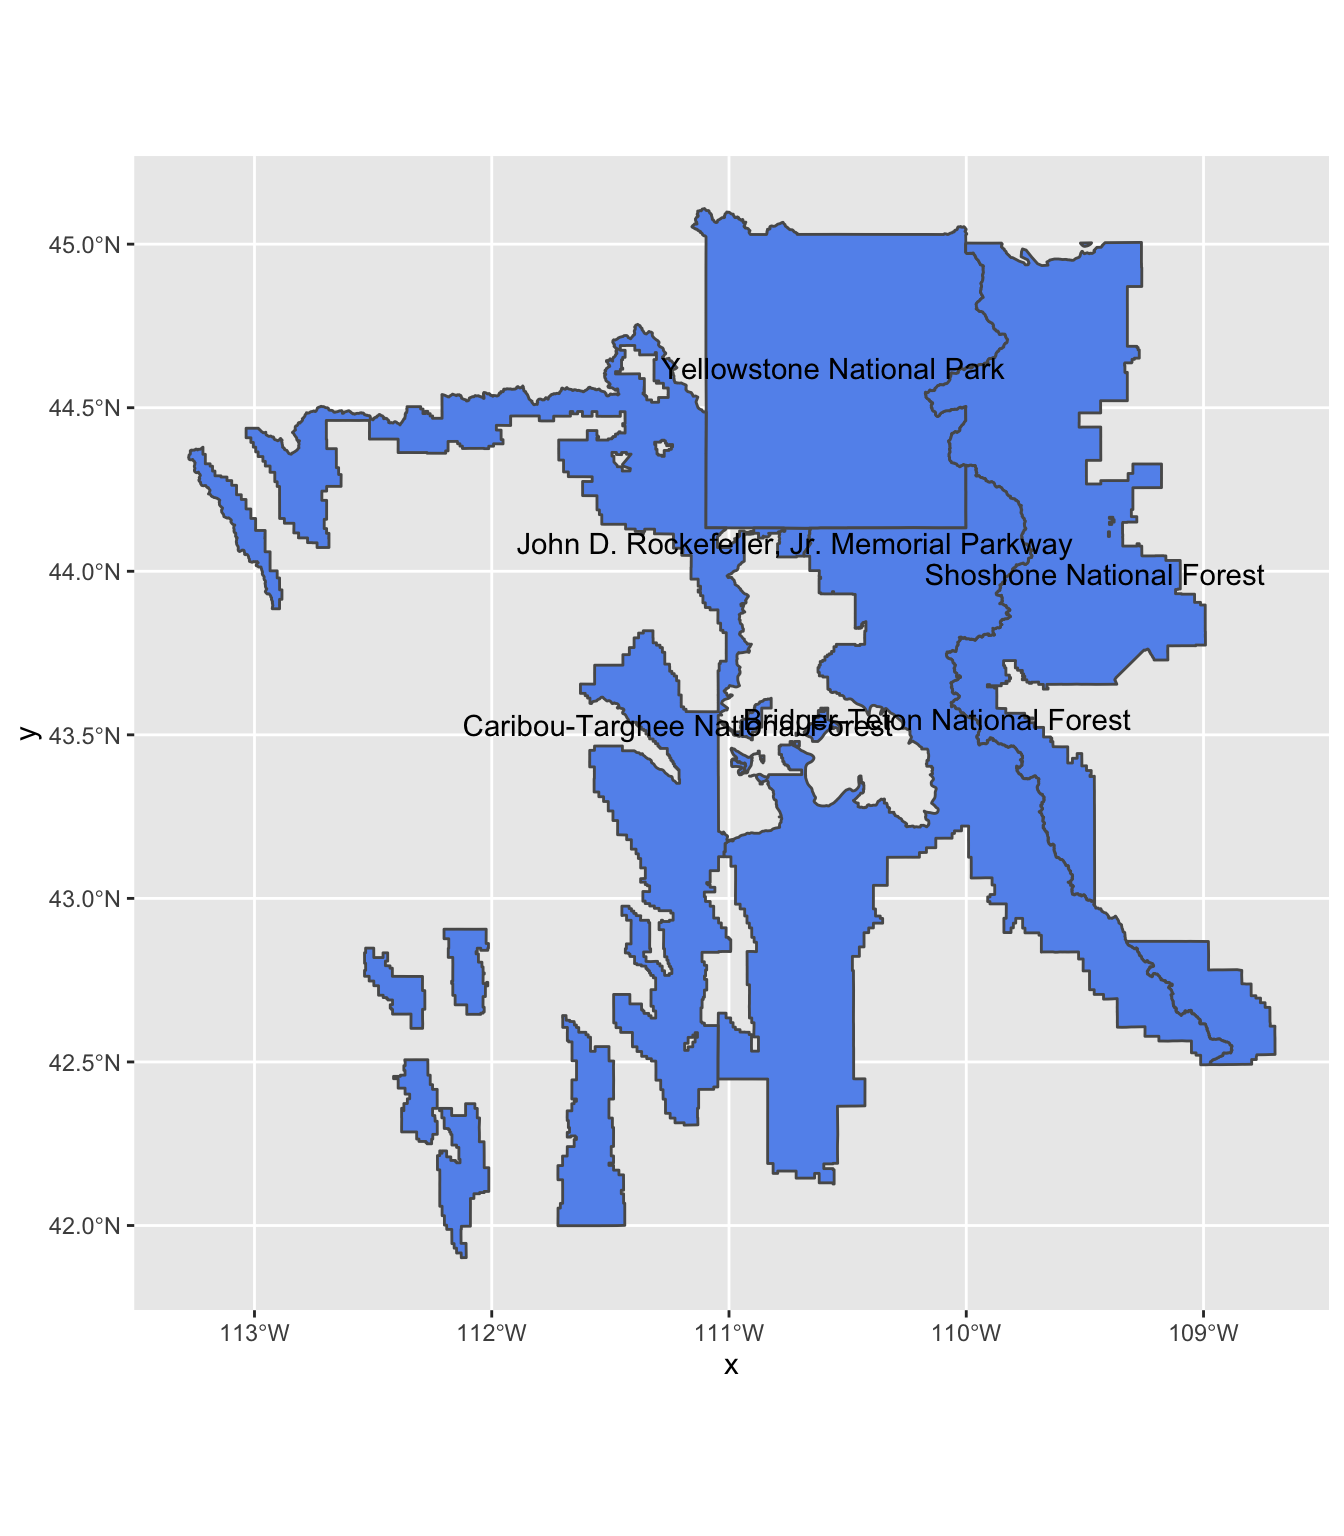 45.0°N
44.5°N
44.0°N
43.5°N
43.0°N
42.5°N
42.0°N
y
Yellowstone National Park
John D. Rockefeller, Jr. Memorial Parkway
Shoshone National Forest
Bridger-Teton National Forest
Caribou-Targhee National Forest
113°W
112°W
111°W
110°W
109°W
x